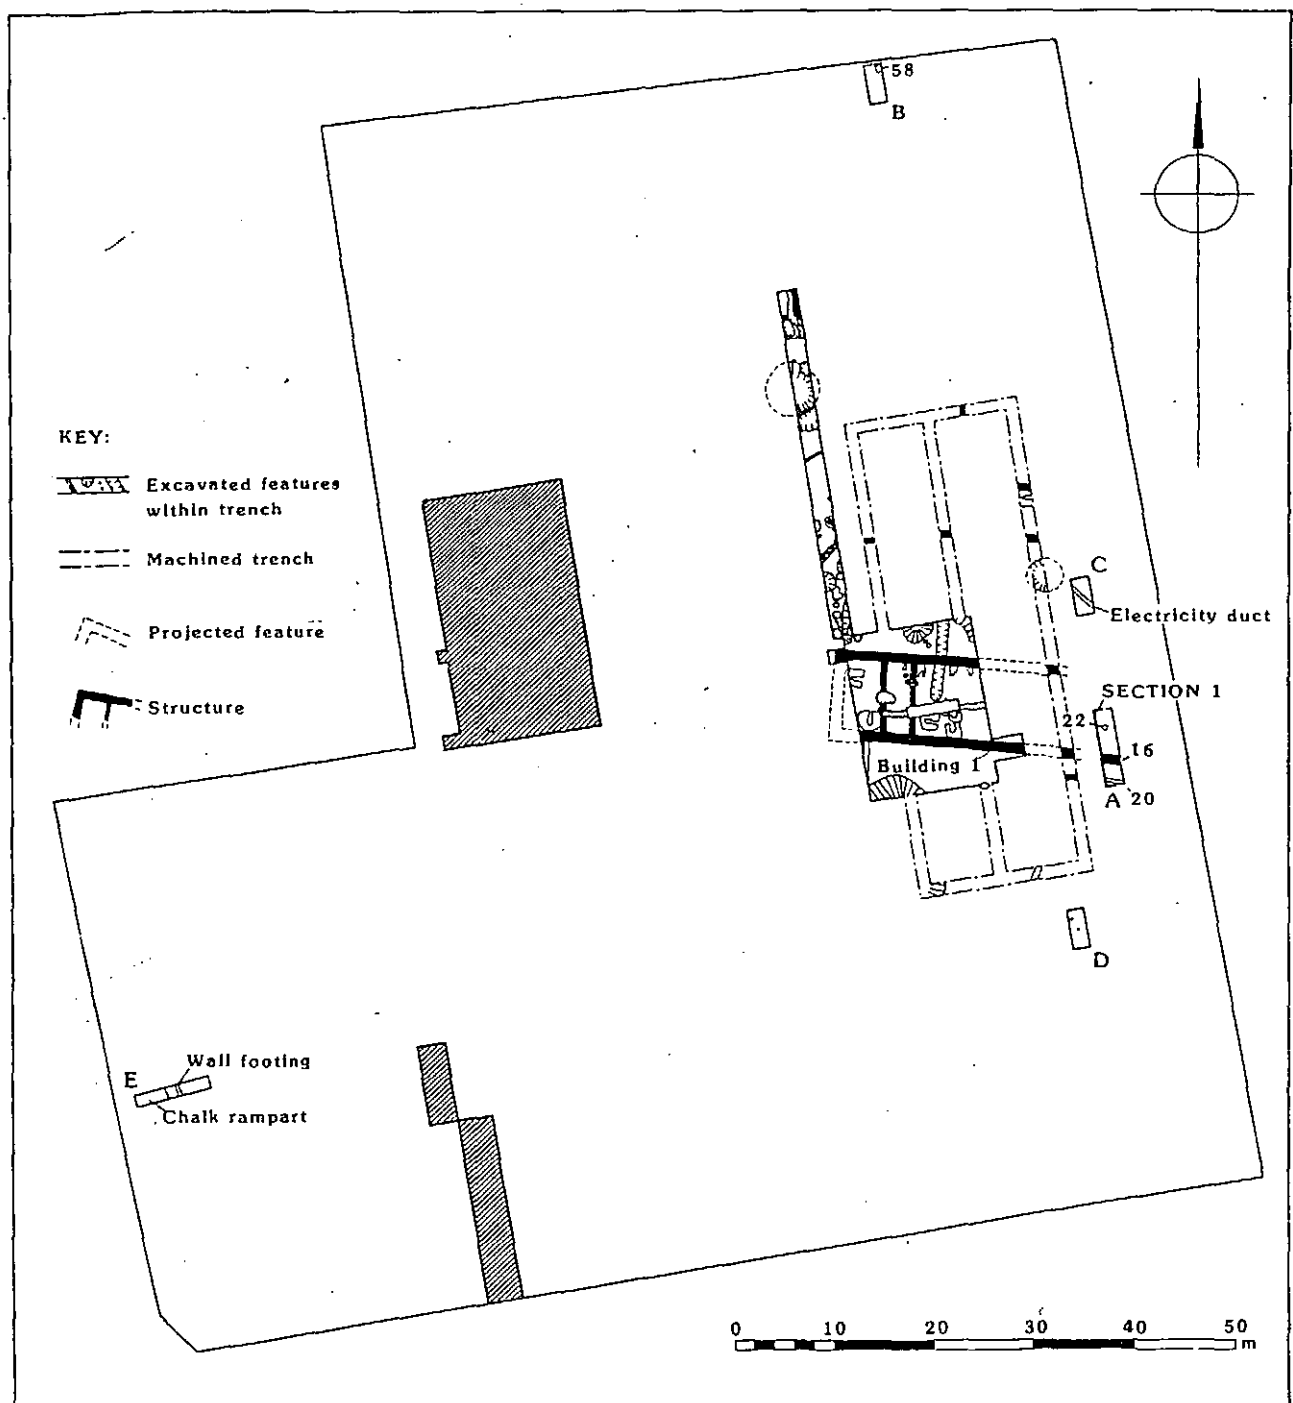 58
B
KEY:
Excavated features
within trench
Machined trench
Projected feature
Structure
C
Electricity duct
SECTION 1
22
16
A 20
Building 1
D
E
Wall footing
Chalk rampart
0 10 20 30 40 50
m